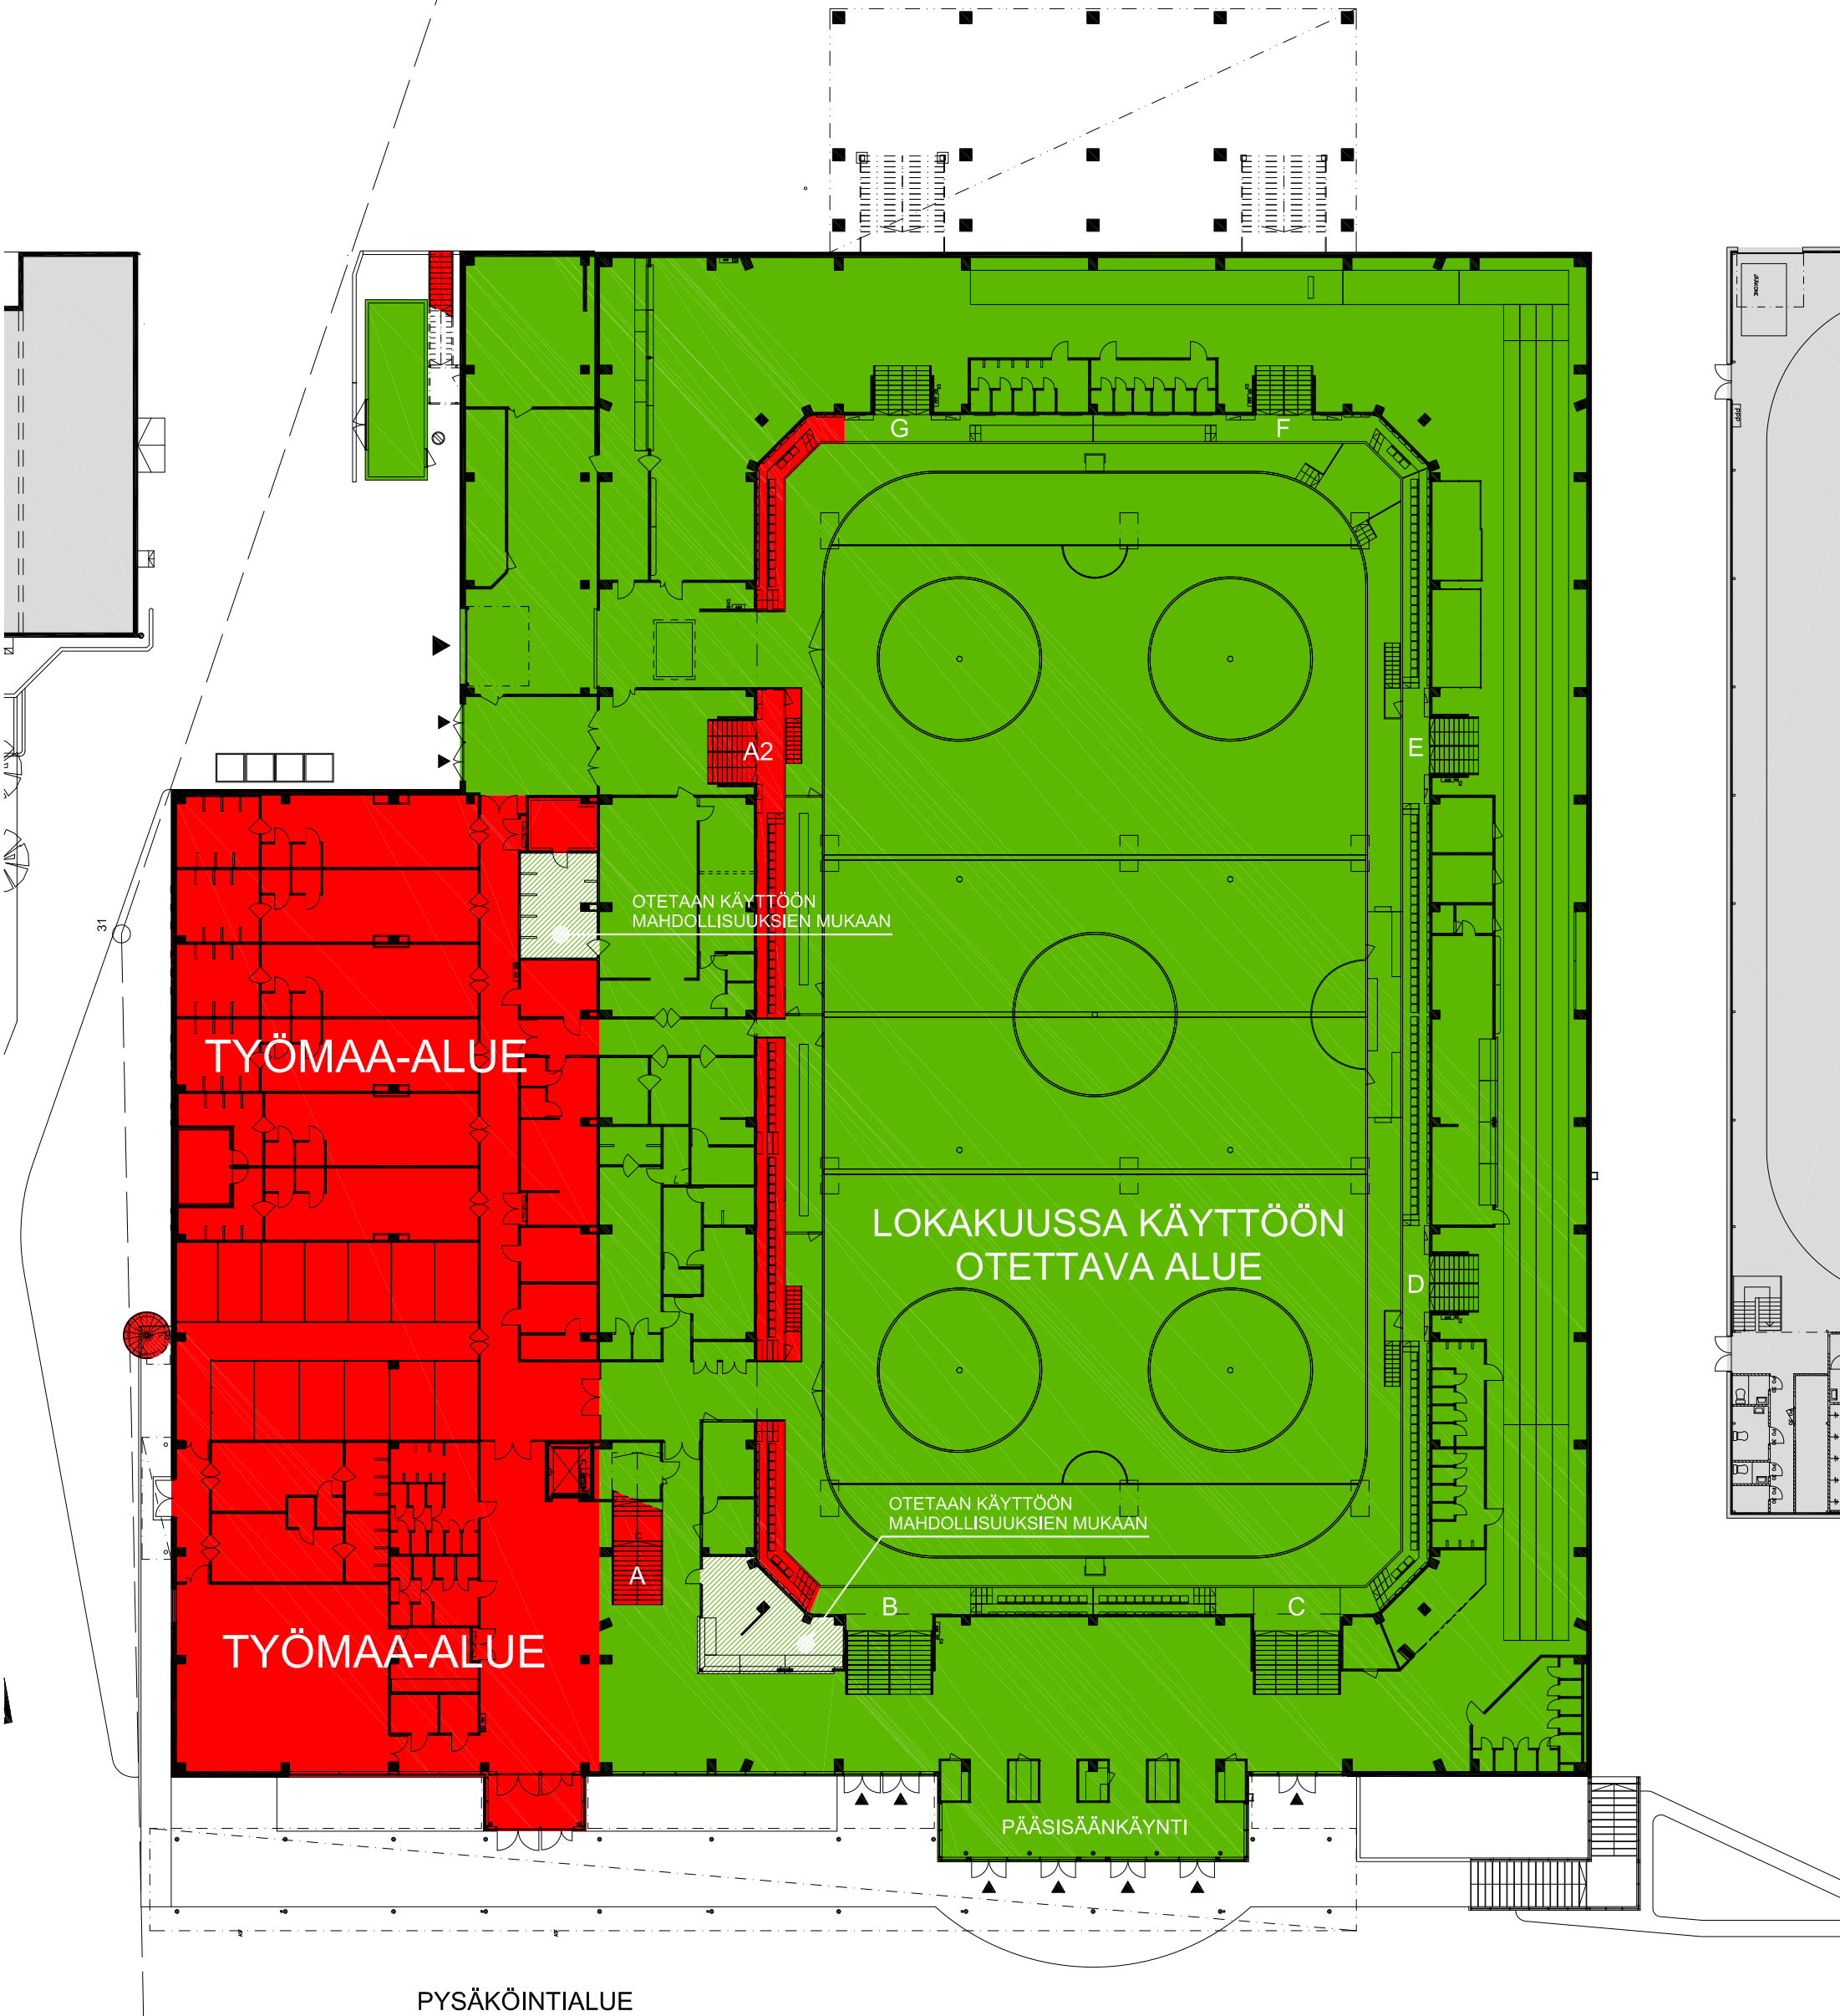 G
F
A2
E
OTETAAN KÄYTTÖÖN
MAHDOLLISUUKSIEN MUKAAN
31
TYÖMAA-ALUE
LOKAKUUSSA KÄYTTÖÖN
OTETTAVA ALUE
D
OTETAAN KÄYTTÖÖN
MAHDOLLISUUKSIEN MUKAAN
A
B
C
TYÖMAA-ALUE
PÄÄSISÄÄNKÄYNTI
PYSÄKÖINTIALUE